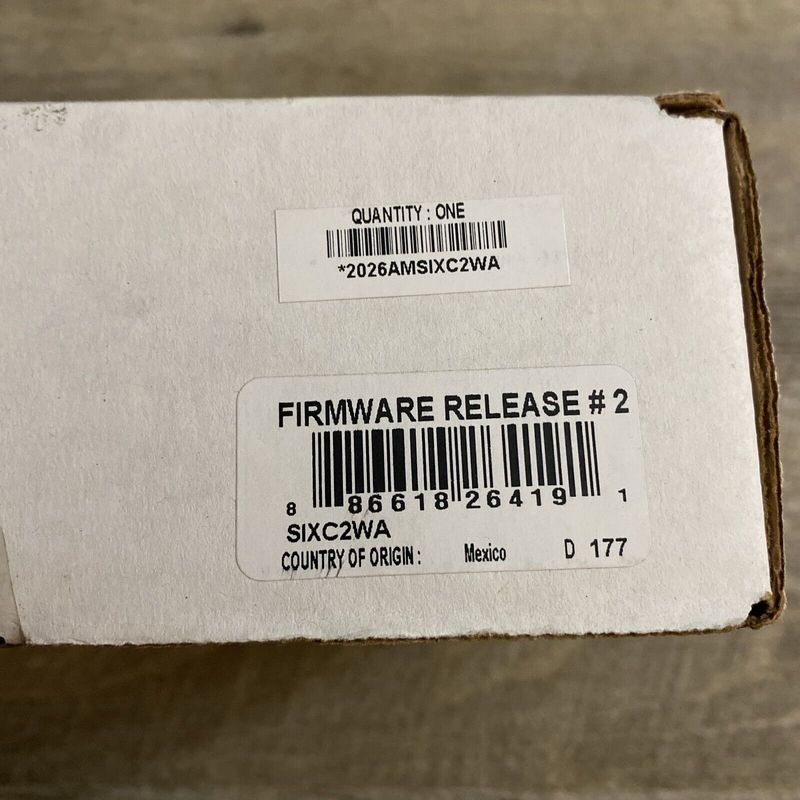 QUANTITY : ONE
*2026AMSIXC2WA
FIRMWARE RELEASE # 2
8 86618 26419 1
SIXC2WA
COUNTRY OF ORIGIN : Mexico D 177